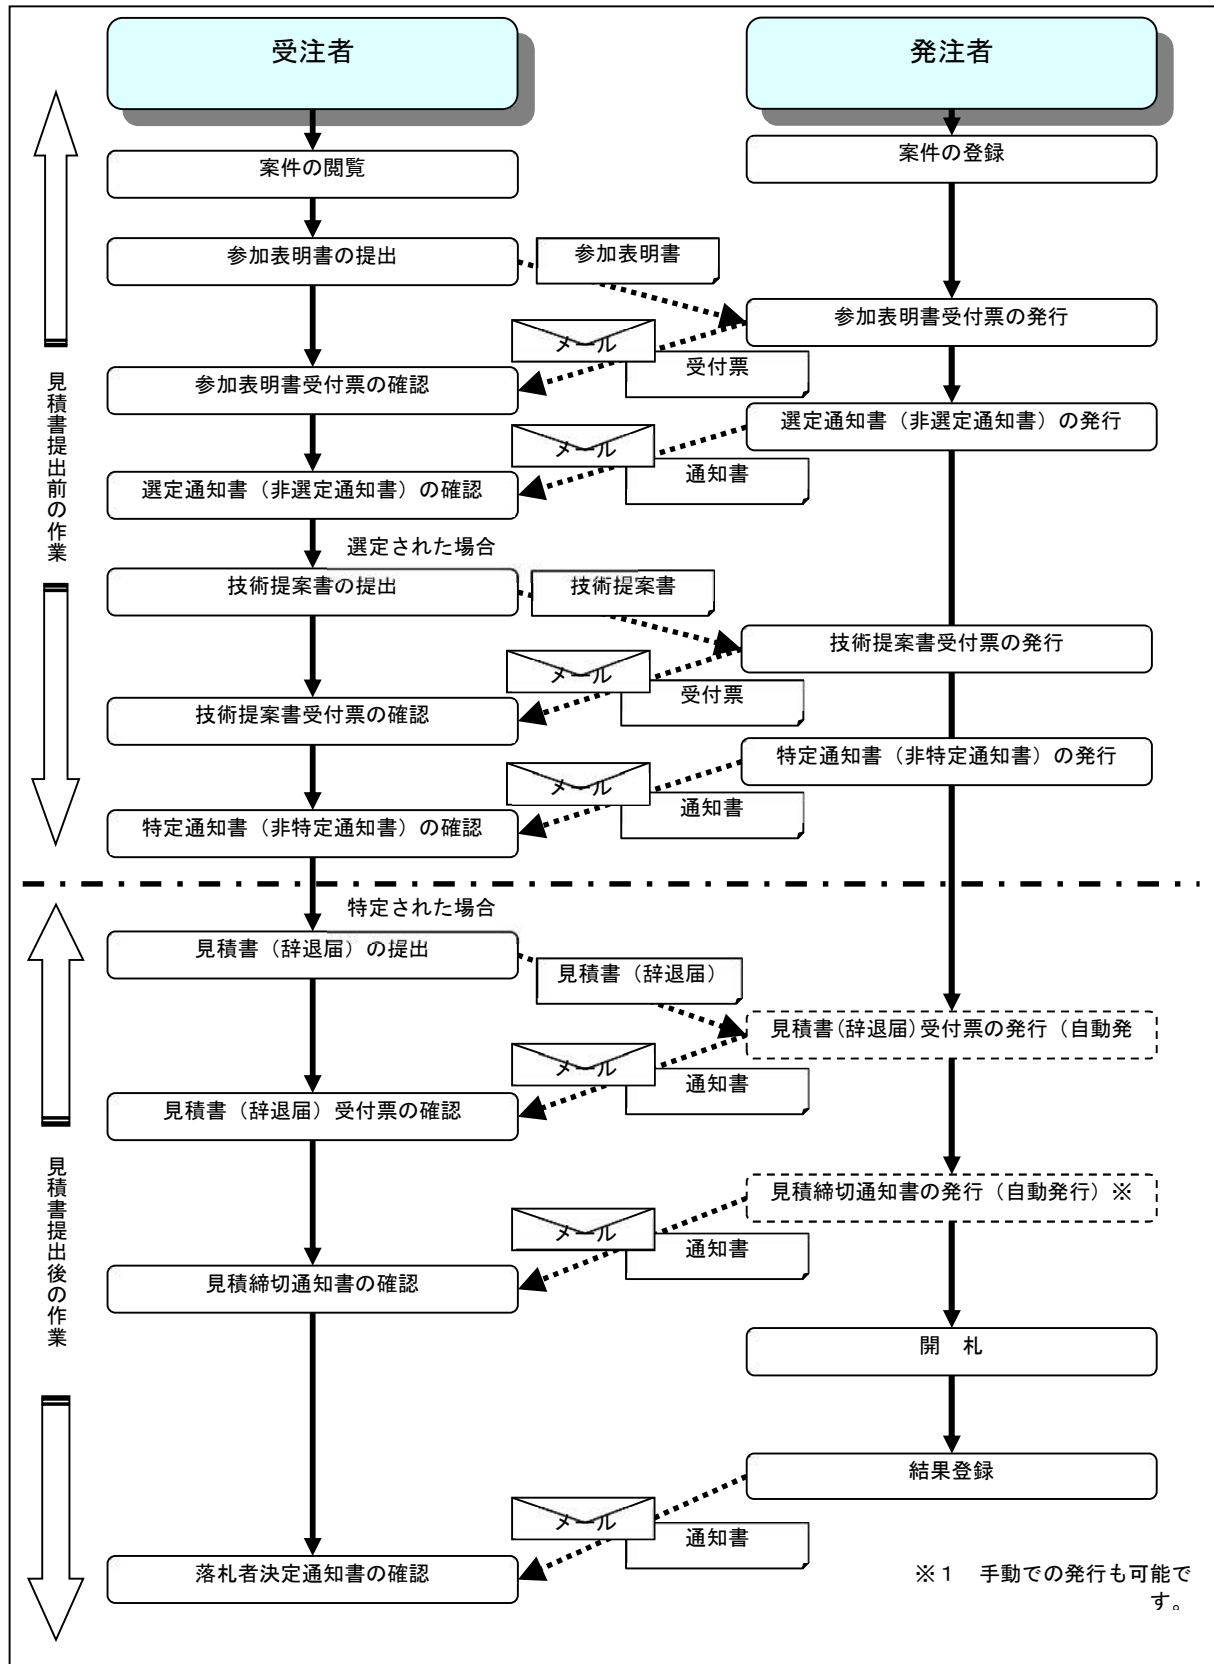 受注者
発注者
案件の登録
案件の閲覧
参加表明書の提出
参加表明書
参加表明書受付票の発行
メール
受付票
参加表明書受付票の確認
選定通知書（非選定通知書）の発行
メール
通知書
選定通知書（非選定通知書）の確認
見積書提出前の作業
選定された場合
技術提案書の提出
技術提案書
技術提案書受付票の発行
メール
受付票
技術提案書受付票の確認
特定通知書（非特定通知書）の発行
メール
通知書
特定通知書（非特定通知書）の確認
特定された場合
見積書（辞退届）の提出
見積書（辞退届）
見積書(辞退届)受付票の発行（自動発
メール
通知書
見積書（辞退届）受付票の確認
見積書提出後の作業
見積締切通知書の発行（自動発行）※
メール
通知書
見積締切通知書の確認
開　札
結果登録
メール
通知書
落札者決定通知書の確認
※１　手動での発行も可能で
す。